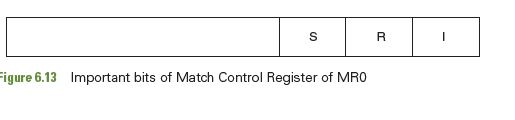 S R I
Figure 6.13 Important bits of Match Control Register of MR0